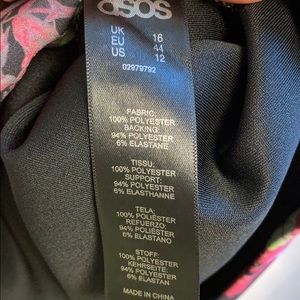 asos
UK 16
EU 44
US 12
02979792
FABRIC:
100% POLYESTER
BACKING:
94% POLYESTER
6% ELASTANE
TISSU:
100% POLYESTER
SUPPORT:
94% POLYESTER
6% ELASTHANNE
TELA:
100% POLIÉSTER
REFUERZO:
94% POLIÉSTER
6% ELASTANO
STOFF:
100% POLYESTER
KEHRSEITE:
94% POLYESTER
6% ELASTAN
MADE IN CHINA